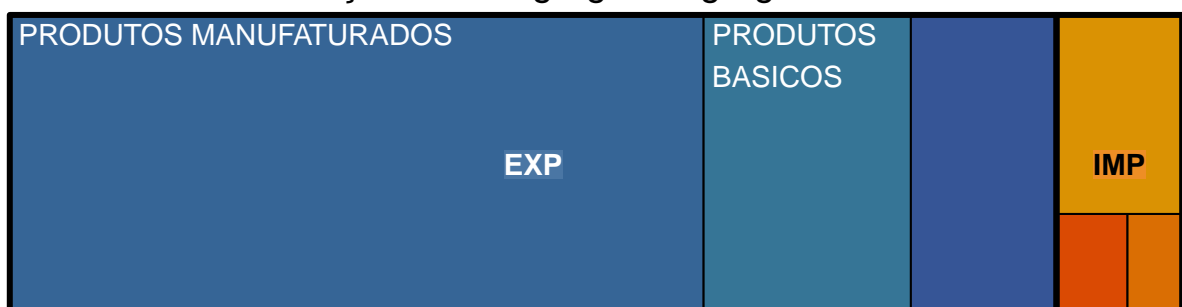 PRODUTOS MANUFATURADOS
PRODUTOS
BASICOS
EXP
IMP